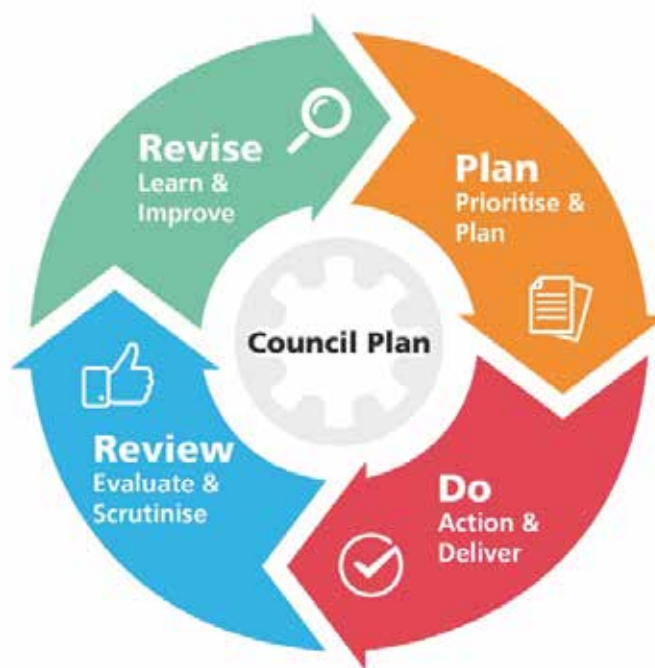 Revise
Learn &
Improve
Plan
Prioritise &
Plan
Council Plan
Review
Evaluate &
Scrutinise
Do
Action &
Deliver